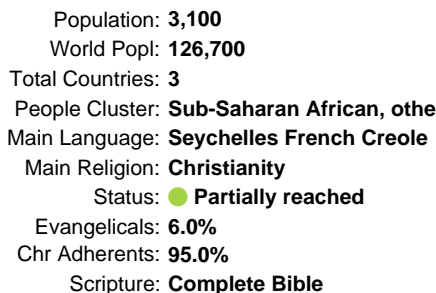 Population: 3,100
World Popl: 126,700
Total Countries: 3
People Cluster: Sub-Saharan African, othe
Main Language: Seychelles French Creole
Main Religion: Christianity
Status: Partially reached
Evangelicals: 6.0%
Chr Adherents: 95.0%
Scripture: Complete Bible